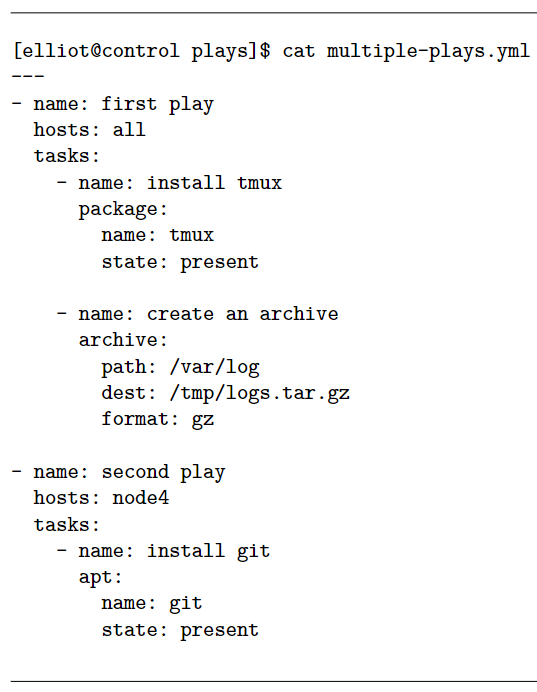 [elliot@control plays]$ cat multiple-plays.yml
---
- name: first play
  hosts: all
  tasks:
    - name: install tmux
      package:
        name: tmux
        state: present

    - name: create an archive
      archive:
        path: /var/log
        dest: /tmp/logs.tar.gz
        format: gz

- name: second play
  hosts: node4
  tasks:
    - name: install git
      apt:
        name: git
        state: present